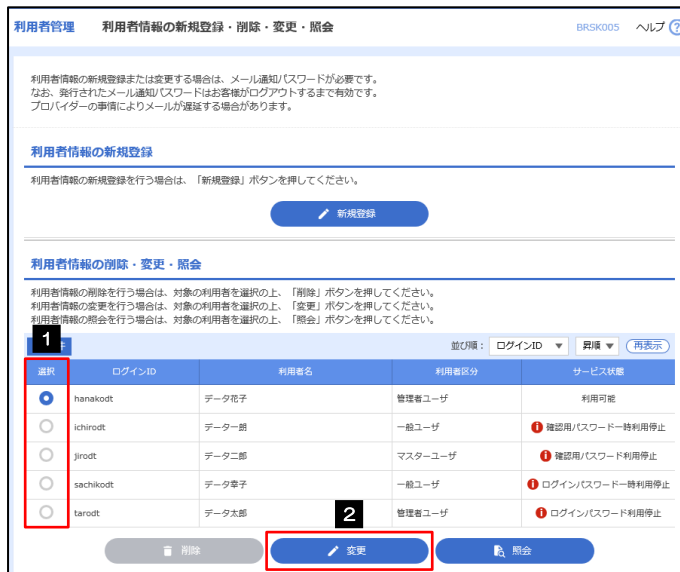 利用者管理 利用者情報の新規登録・削除・変更・照会 BRSK005 ヘルプ ?
利用者情報の新規登録または変更する場合は、メール通知パスワードが必要です。
なお、発行されたメール通知パスワードはお客様がログアウトするまで有効です。
プロバイダーの事情によりメールが遅延する場合があります。
利用者情報の新規登録
利用者情報の新規登録を行う場合は、「新規登録」ボタンを押してください。
新規登録
利用者情報の削除・変更・照会
利用者情報の削除を行う場合は、対象の利用者を選択の上、「削除」ボタンを押してください。
利用者情報の変更を行う場合は、対象の利用者を選択の上、「変更」ボタンを押してください。
利用者情報の照会を行う場合は、対象の利用者を選択の上、「照会」ボタンを押してください。
1
並び順： ログインID ▼ 昇順 ▼ 再表示
選択 ログインID 利用者名 利用者区分 サービス状態
hanakodt データ花子 管理者ユーザ 利用可能
ichirodt データ一郎 一般ユーザ 確認用パスワード一時利用停止
jirodt データ二郎 マスターユーザ 確認用パスワード利用停止
sachikodt データ幸子 一般ユーザ ログインパスワード一時利用停止
tarodt データ太郎 管理者ユーザ ログインパスワード利用停止
2
削除 変更 照会